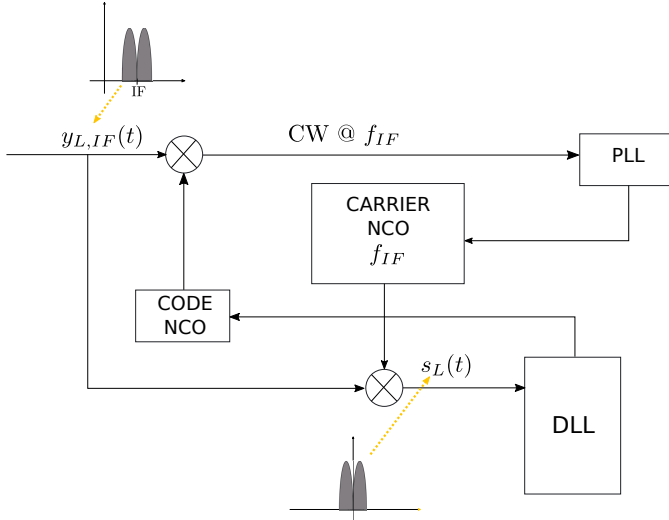 IF
y_{L,IF}(t)
CW @ f_{IF}
PLL
CARRIER
NCO
f_{IF}
CODE
NCO
s_L(t)
DLL